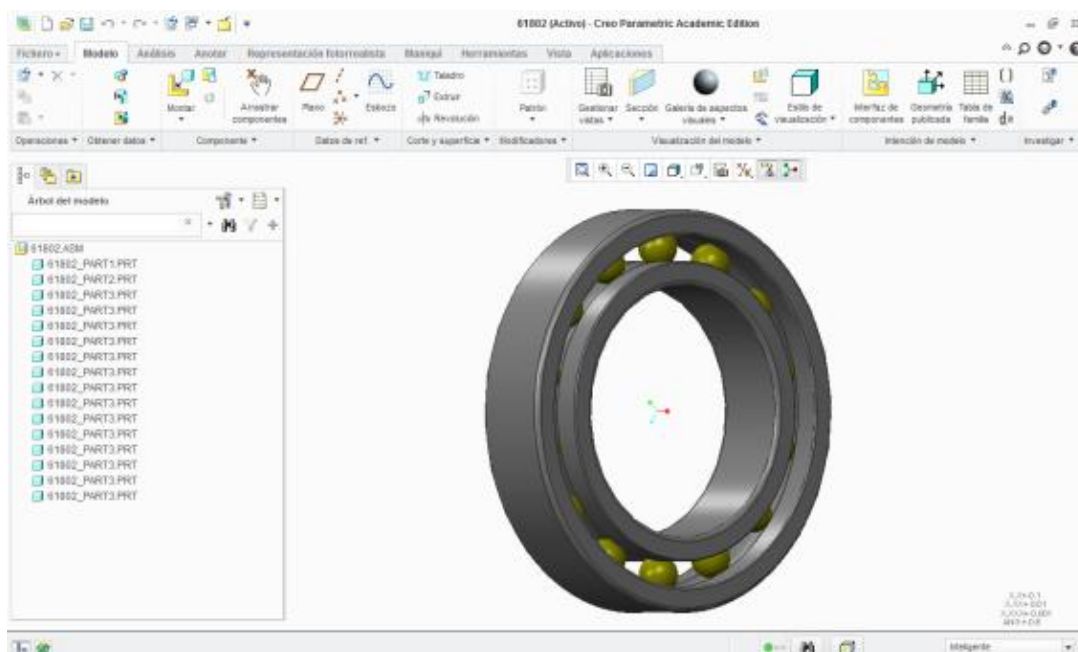 61802 (Activo) - Creo Parametric Academic Edition
Fichero Modelo Análisis Anotar Representación fotorrealista Maniquí Herramientas Vista Aplicaciones
Montar
Arrastrar componentes
Plano
Esbozo
Taladro
Extruir
Revolución
Patrón
Gestionar vistas
Sección
Galería de aspectos visuales
Estilo de visualización
Interfaz de componentes
Geometría publicada
Tabla de familia
Operaciones Obtener datos Componente Datos de ref. Corte y superficie Modificadores Visualización del modelo Intención de modelo Investigar
Árbol del modelo
61802.ASM
61802_PART1.PRT
61802_PART2.PRT
61802_PART3.PRT
61802_PART3.PRT
61802_PART3.PRT
61802_PART3.PRT
61802_PART3.PRT
61802_PART3.PRT
61802_PART3.PRT
61802_PART3.PRT
61802_PART3.PRT
61802_PART3.PRT
61802_PART3.PRT
61802_PART3.PRT
61802_PART3.PRT
61802_PART3.PRT
Inteligente